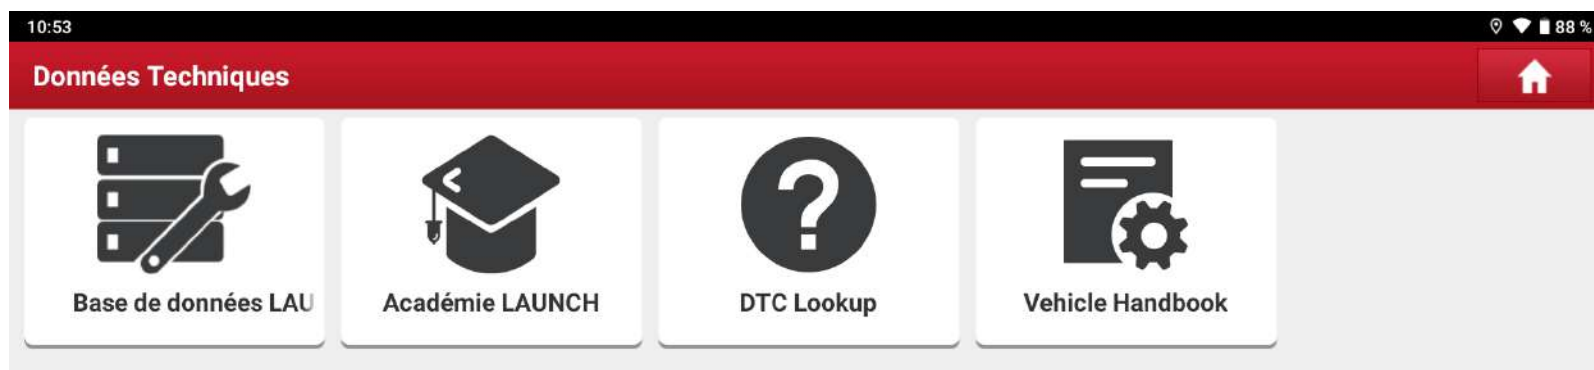 10:53
88 %
Données Techniques
Base de données LAU
Académie LAUNCH
DTC Lookup
Vehicle Handbook